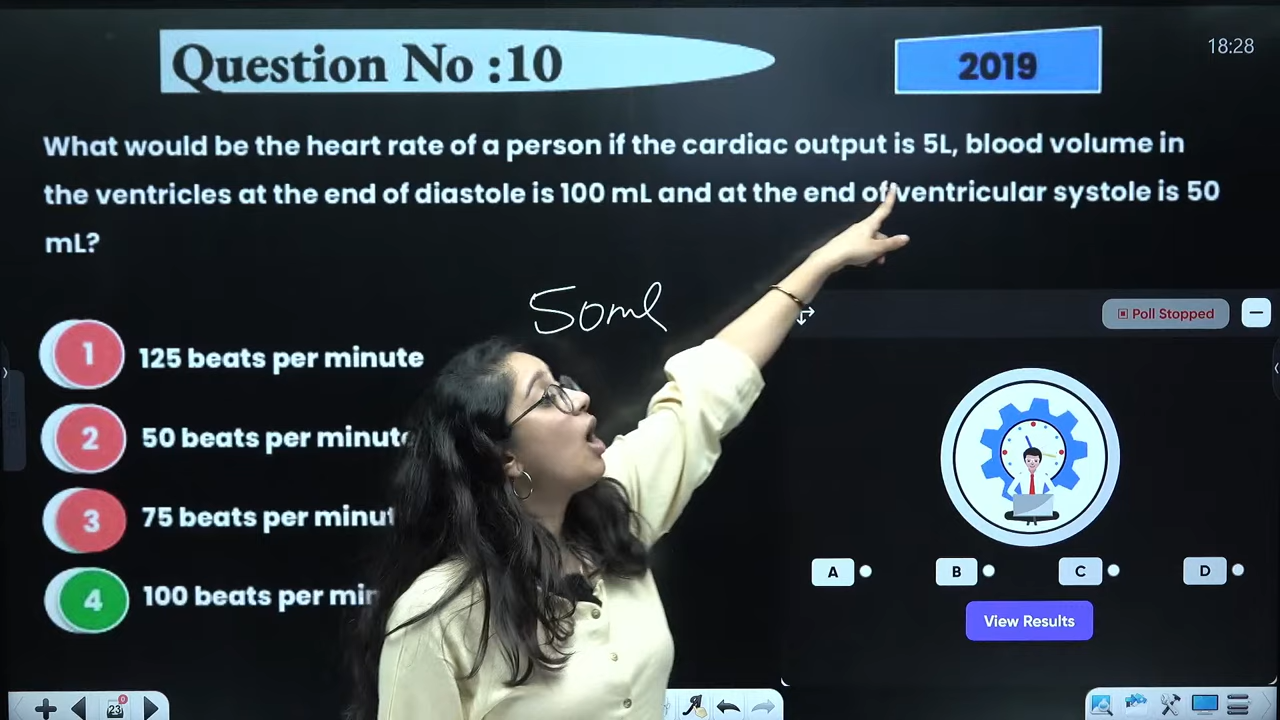 Question No :10
2019
18:28
What would be the heart rate of a person if the cardiac output is 5L, blood volume in
the ventricles at the end of diastole is 100 mL and at the end of ventricular systole is 50
mL?
50ml
Poll Stopped
1 125 beats per minute
2 50 beats per minute
3 75 beats per minut
4 100 beats per min
A B C D
View Results
23